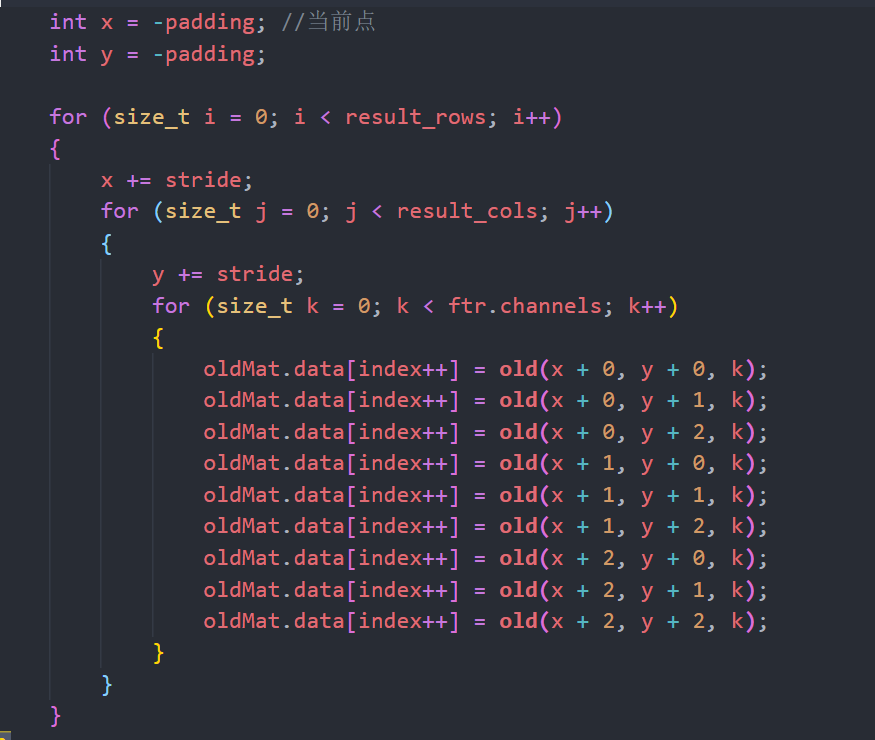 int x = -padding; //当前点
int y = -padding;
for (size_t i = 0; i < result_rows; i++)
{
x += stride;
for (size_t j = 0; j < result_cols; j++)
{
y += stride;
for (size_t k = 0; k < ftr.channels; k++)
{
oldMat.data[index++] = old(x + 0, y + 0, k);
oldMat.data[index++] = old(x + 0, y + 1, k);
oldMat.data[index++] = old(x + 0, y + 2, k);
oldMat.data[index++] = old(x + 1, y + 0, k);
oldMat.data[index++] = old(x + 1, y + 1, k);
oldMat.data[index++] = old(x + 1, y + 2, k);
oldMat.data[index++] = old(x + 2, y + 0, k);
oldMat.data[index++] = old(x + 2, y + 1, k);
oldMat.data[index++] = old(x + 2, y + 2, k);
}
}
}